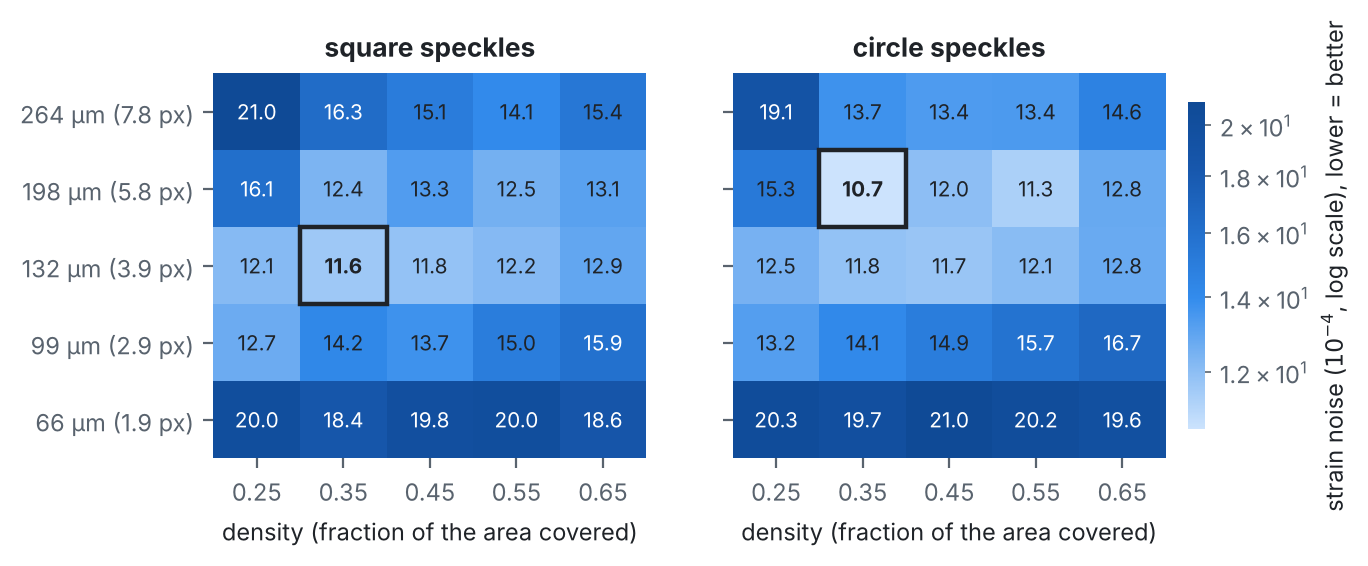 square speckles
circle speckles
264 µm (7.8 px) 21.0 16.3 15.1 14.1 15.4 19.1 13.7 13.4 13.4 14.6
198 µm (5.8 px) 16.1 12.4 13.3 12.5 13.1 15.3 10.7 12.0 11.3 12.8
132 µm (3.9 px) 12.1 11.6 11.8 12.2 12.9 12.5 11.8 11.7 12.1 12.8
99 µm (2.9 px) 12.7 14.2 13.7 15.0 15.9 13.2 14.1 14.9 15.7 16.7
66 µm (1.9 px) 20.0 18.4 19.8 20.0 18.6 20.3 19.7 21.0 20.2 19.6
0.25 0.35 0.45 0.55 0.65 0.25 0.35 0.45 0.55 0.65
density (fraction of the area covered)
density (fraction of the area covered)
2 × 10¹
1.8 × 10¹
1.6 × 10¹
1.4 × 10¹
1.2 × 10¹
strain noise (10⁻⁴, log scale), lower = better